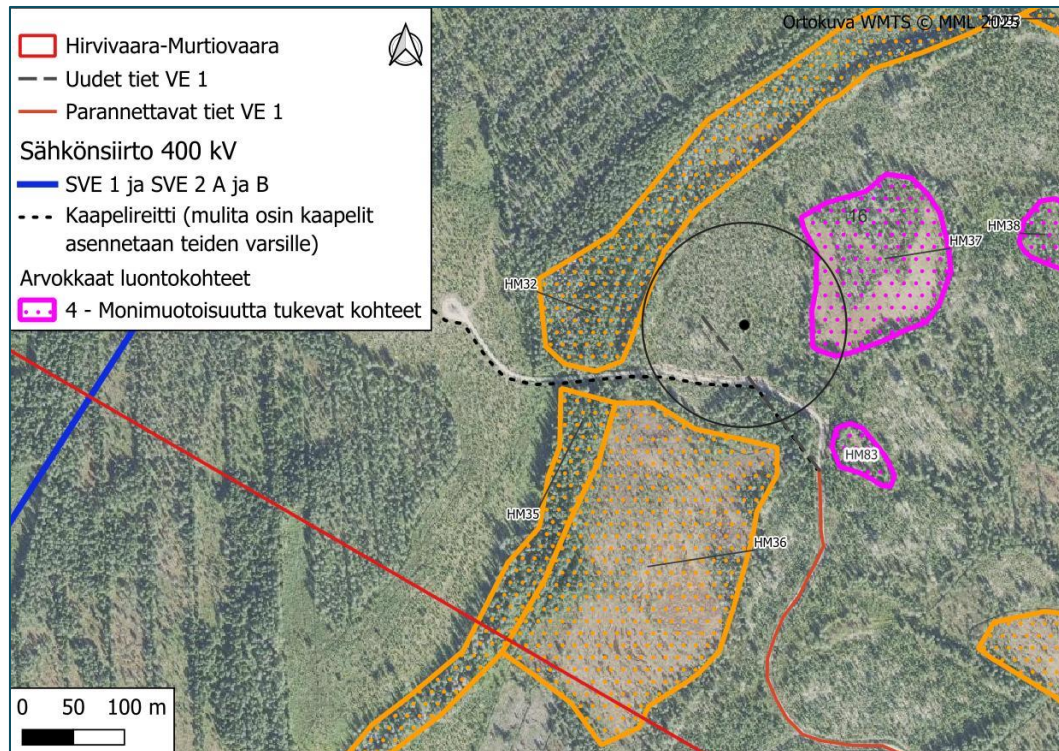 Ortokuva WMTS © MML 2025
Hirvivaara-Murtiovaara
Uudet tiet VE 1
Parannettavat tiet VE 1
Sähkönsiirto 400 kV
SVE 1 ja SVE 2 A ja B
Kaapelireitti (mulita osin kaapelit
asennetaan teiden varsille)
Arvokkaat luontokohteet
4 - Monimuotoisuutta tukevat kohteet
16
HM38
HM37
HM32
HM83
HM35
HM36
0 50 100 m